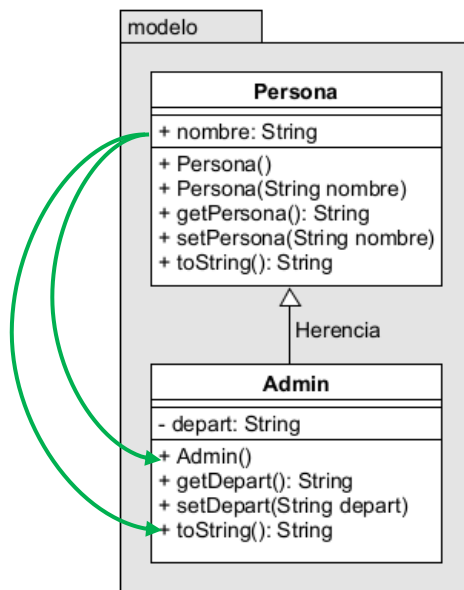 modelo
Persona
+ nombre: String
+ Persona()
+ Persona(String nombre)
+ getPersona(): String
+ setPersona(String nombre)
+ toString(): String
Herencia
Admin
- depart: String
+ Admin()
+ getDepart(): String
+ setDepart(String depart)
+ toString(): String